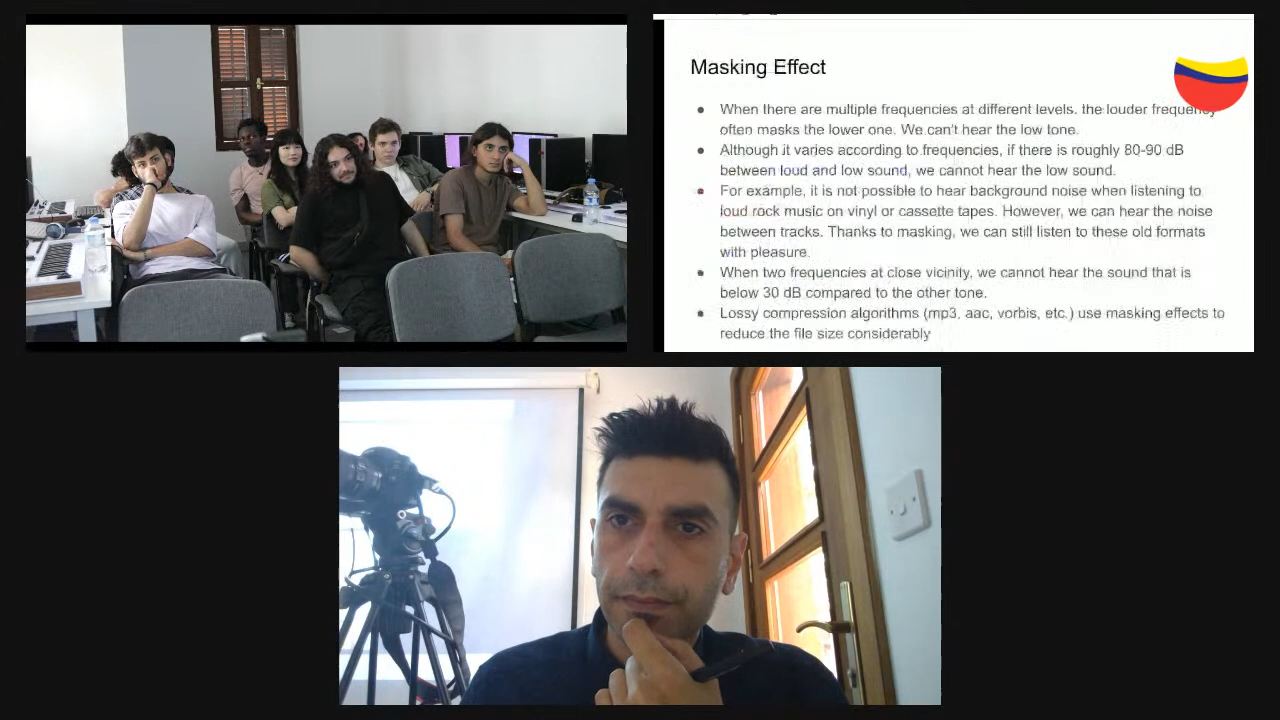 Masking Effect
When there are multiple frequencies a different levels. the louder frequency
often masks the lower one. We can't hear the low tone.
Although it varies according to frequencies, if there is roughly 80-90 dB
between loud and low sound, we cannot hear the low sound.
For example, it is not possible to hear background noise when listening to
loud rock music on vinyl or cassette tapes. However, we can hear the noise
between tracks. Thanks to masking, we can still listen to these old formats
with pleasure.
When two frequencies at close vicinity, we cannot hear the sound that is
below 30 dB compared to the other tone.
Lossy compression algorithms (mp3, aac, vorbis, etc.) use masking effects to
reduce the file size considerably